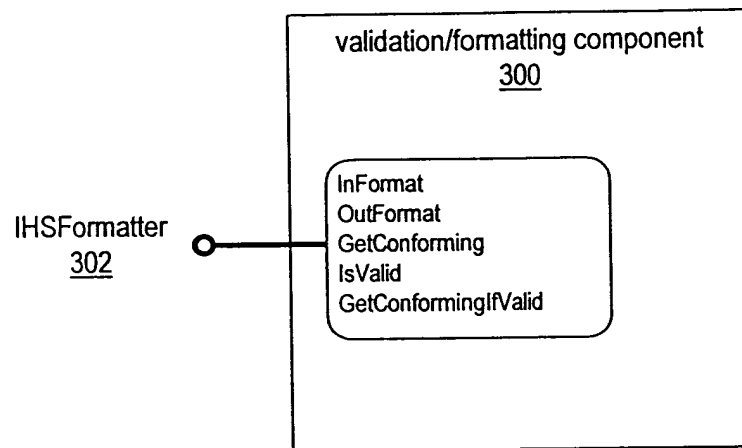 validation/formatting component
300
InFormat
OutFormat
GetConforming
IsValid
GetConformingIfValid
IHSFormatter
302